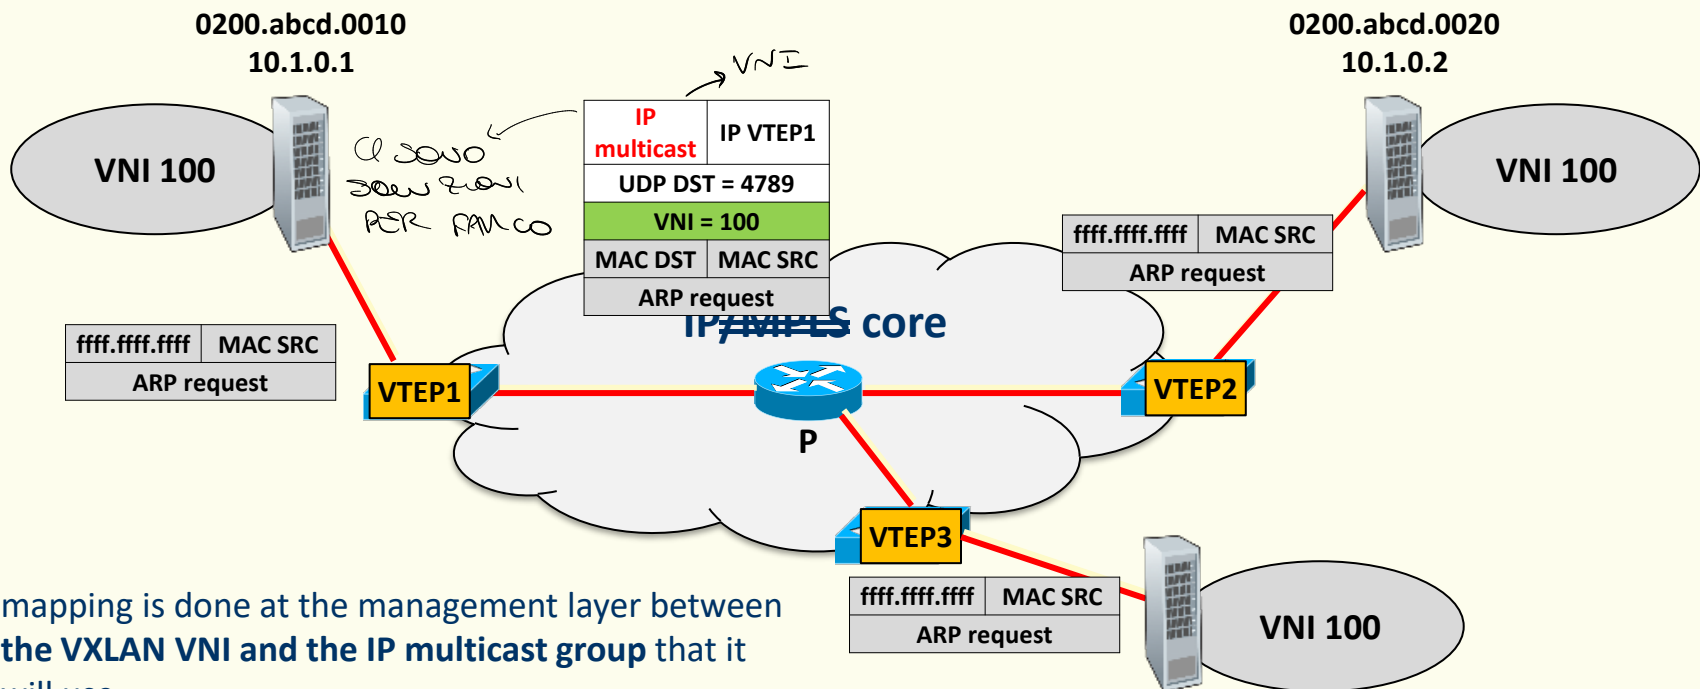 0200.abcd.0010
10.1.0.1
0200.abcd.0020
10.1.0.2
VNI
IP multicast
IP VTEP1
UDP DST = 4789
VNI = 100
MAC DST
MAC SRC
ARP request
CI SONO
SOLUZIONI
PER
VNI 100
VNI 100
ffff.ffff.ffff
MAC SRC
ARP request
ffff.ffff.ffff
MAC SRC
ARP request
IP/MPLS core
VTEP1
VTEP2
P
VTEP3
ffff.ffff.ffff
MAC SRC
ARP request
VNI 100
mapping is done at the management layer between
the VXLAN VNI and the IP multicast group that it
will use